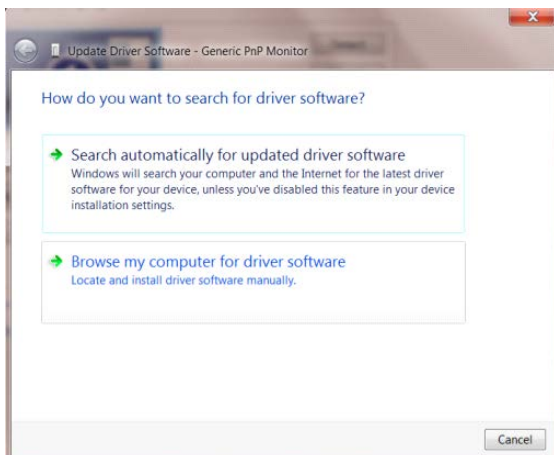 Update Driver Software - Generic PnP Monitor
How do you want to search for driver software?
Search automatically for updated driver software
Windows will search your computer and the Internet for the latest driver
software for your device, unless you've disabled this feature in your device
installation settings.
Browse my computer for driver software
Locate and install driver software manually.
Cancel